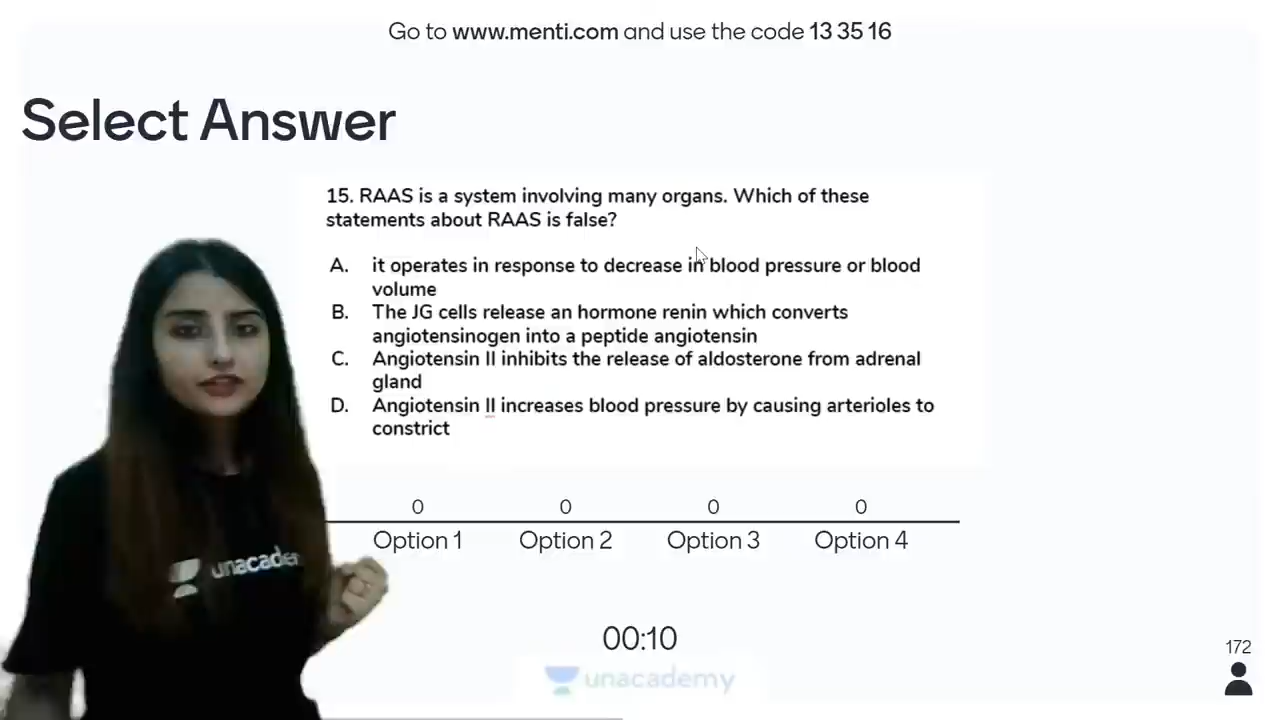 Go to www.menti.com and use the code 13 35 16
Select Answer
15. RAAS is a system involving many organs. Which of these
statements about RAAS is false?
A. it operates in response to decrease in blood pressure or blood
volume
B. The JG cells release an hormone renin which converts
angiotensinogen into a peptide angiotensin
C. Angiotensin II inhibits the release of aldosterone from adrenal
gland
D. Angiotensin II increases blood pressure by causing arterioles to
constrict
0 0 0 0
Option 1 Option 2 Option 3 Option 4
unacademy
00:10
172
unacademy